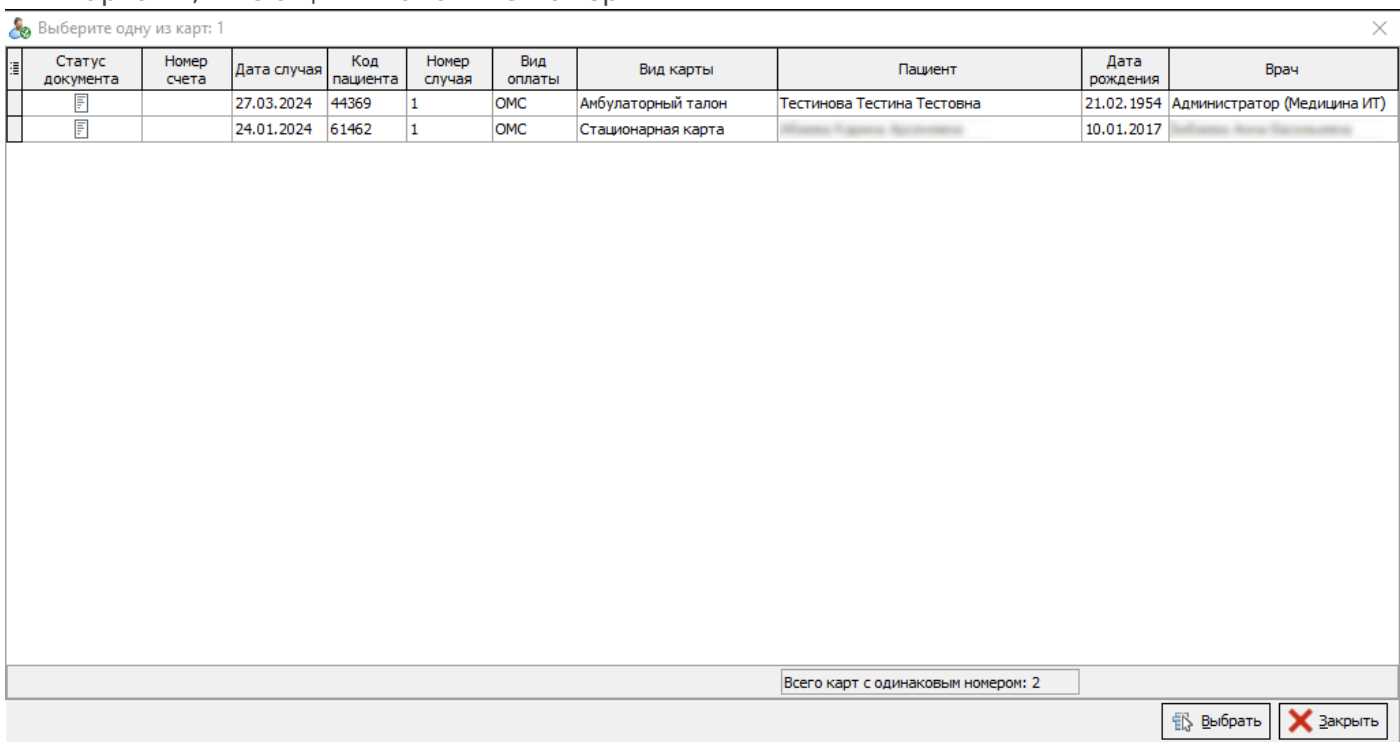 Выберите одну из карт: 1
Статус документа Номер счета Дата случая Код пациента Номер случая Вид оплаты Вид карты Пациент Дата рождения Врач
27.03.2024 44369 1 ОМС Амбулаторный талон Тестинова Тестина Тестовна 21.02.1954 Администратор (Медицина ИТ)
24.01.2024 61462 1 ОМС Стационарная карта 10.01.2017
Всего карт с одинаковым номером: 2
Выбрать Закрыть